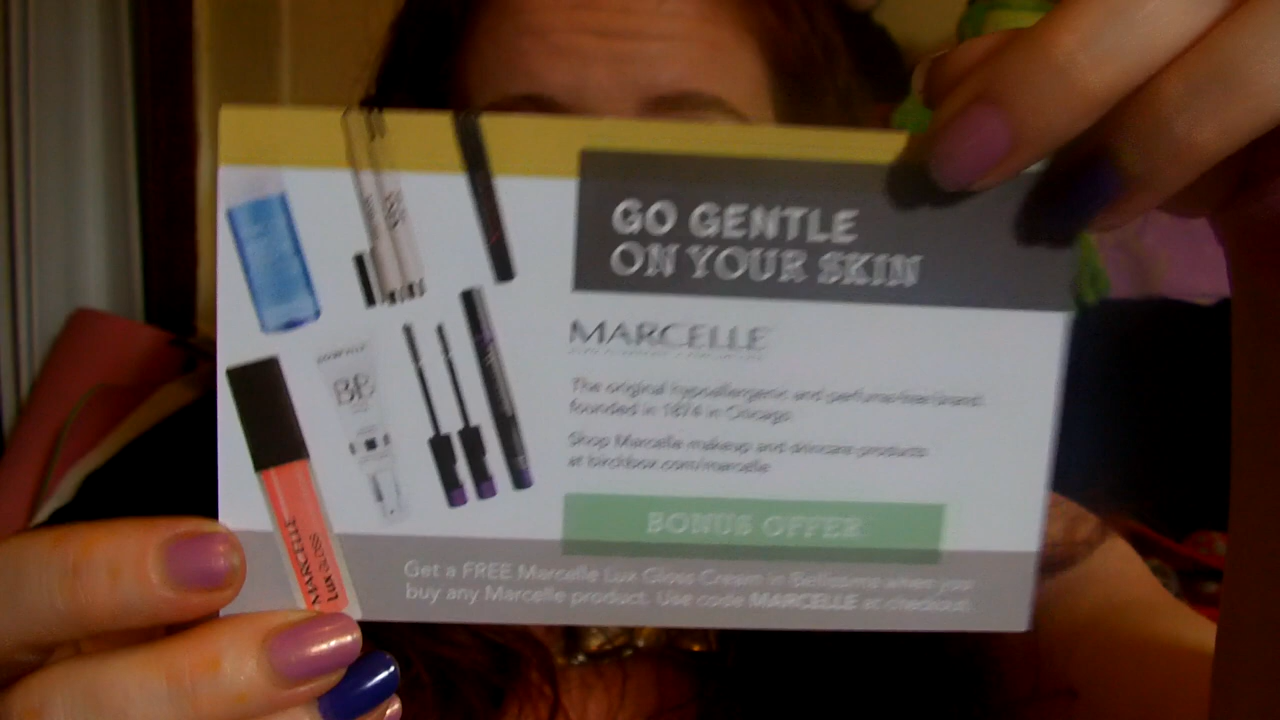 GO GENTLE
ON YOUR SKIN
MARCELLE
The original hypoallergenic and perfume-free brand,
founded in 1874 in Chicago.
Shop Marcelle makeup and skincare products
at birchbox.com/marcelle
BONUS OFFER
Get a FREE Marcelle Lux Gloss Cream in Bellissima when you
buy any Marcelle product. Use code MARCELLE at checkout.
BB
MARCELLE
Lux GLOSS